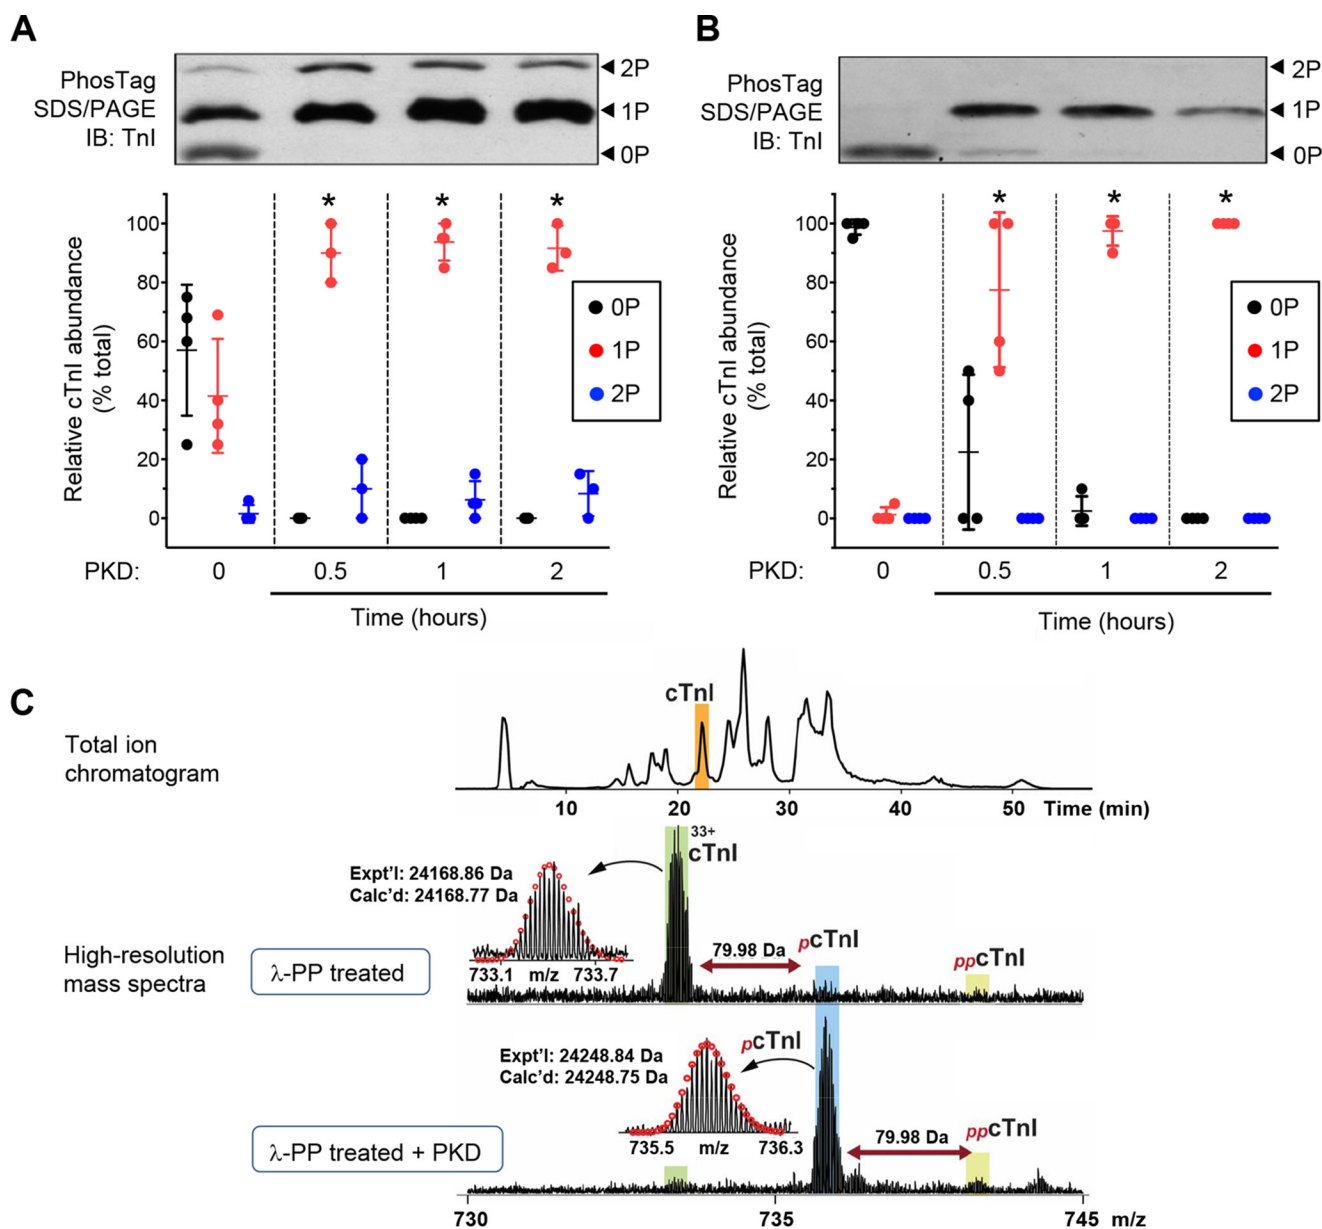 A
PhosTag
SDS/PAGE
IB: TnI
◄ 2P
◄ 1P
◄ 0P
Relative cTnI abundance
(% total)
100
80
60
40
20
0
* * *
0P
1P
2P
PKD: 0 0.5 1 2
Time (hours)
B
PhosTag
SDS/PAGE
IB: TnI
◄ 2P
◄ 1P
◄ 0P
Relative cTnI abundance
(% total)
100
80
60
40
20
0
* * *
0P
1P
2P
PKD: 0 0.5 1 2
Time (hours)
C
Total ion
chromatogram
cTnI
10 20 30 40 50 Time (min)
High-resolution
mass spectra
λ-PP treated
Expt'l: 24168.86 Da
Calc'd: 24168.77 Da
733.1 m/z 733.7
33+
cTnI
79.98 Da
pcTnI
ppcTnI
λ-PP treated + PKD
Expt'l: 24248.84 Da
Calc'd: 24248.75 Da
735.5 m/z 736.3
pcTnI
79.98 Da
ppcTnI
730 735 745 m/z